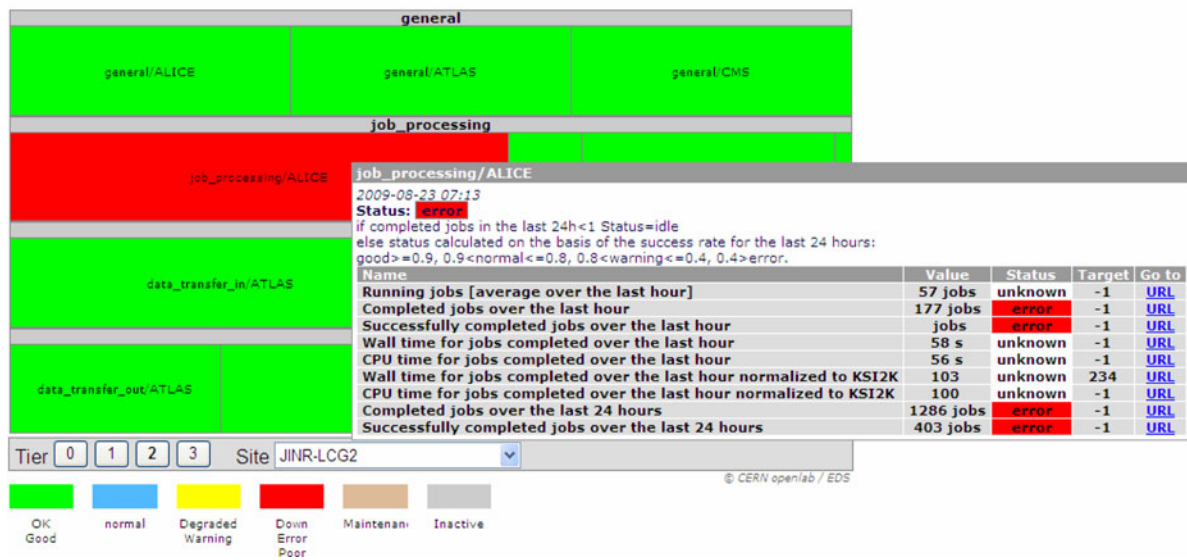 general
general/ALICE general/ATLAS general/CMS
job_processing
job_processing/ALICE
data_transfer_in/ATLAS
data_transfer_out/ATLAS
job_processing/ALICE
2009-08-23 07:13
Status: error
if completed jobs in the last 24h<1 Status=idle
else status calculated on the basis of the success rate for the last 24 hours:
good>=0.9, 0.9<normal<=0.8, 0.8<warning<=0.4, 0.4>error.
Name Value Status Target Go to
Running jobs [average over the last hour] 57 jobs unknown -1 URL
Completed jobs over the last hour 177 jobs error -1 URL
Successfully completed jobs over the last hour jobs error -1 URL
Wall time for jobs completed over the last hour 58 s unknown -1 URL
CPU time for jobs completed over the last hour 56 s unknown -1 URL
Wall time for jobs completed over the last hour normalized to KSI2K 103 unknown 234 URL
CPU time for jobs completed over the last hour normalized to KSI2K 100 unknown -1 URL
Completed jobs over the last 24 hours 1286 jobs error -1 URL
Successfully completed jobs over the last 24 hours 403 jobs error -1 URL
Tier 0 1 2 3 Site JINR-LCG2
© CERN openlab / EDS
OK normal Degraded Down Maintenan Inactive
Good Warning Error
Poor